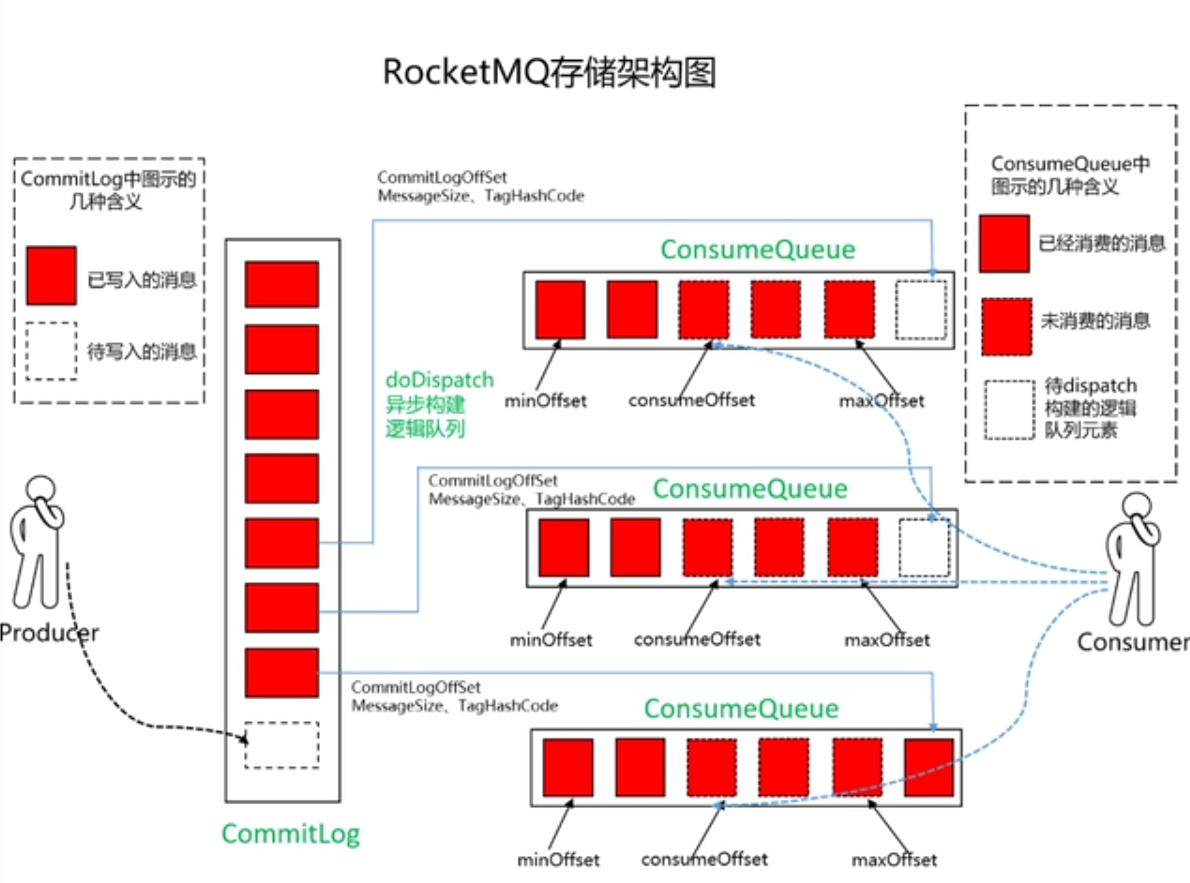 RocketMQ存储架构图
CommitLog中图示的
几种含义
已写入的消息
待写入的消息
CommitLogOffSet
MessageSize、TagHashCode
ConsumeQueue
minOffset
consumeOffset
maxOffset
ConsumeQueue中
图示的几种含义
已经消费的消息
未消费的消息
待dispatch
构建的逻辑
队列元素
doDispatch
异步构建
逻辑队列
CommitLogOffSet
MessageSize、TagHashCode
ConsumeQueue
minOffset
consumeOffset
maxOffset
Producer
Consumer
CommitLogOffSet
MessageSize、TagHashCode
ConsumeQueue
minOffset
consumeOffset
maxOffset
CommitLog